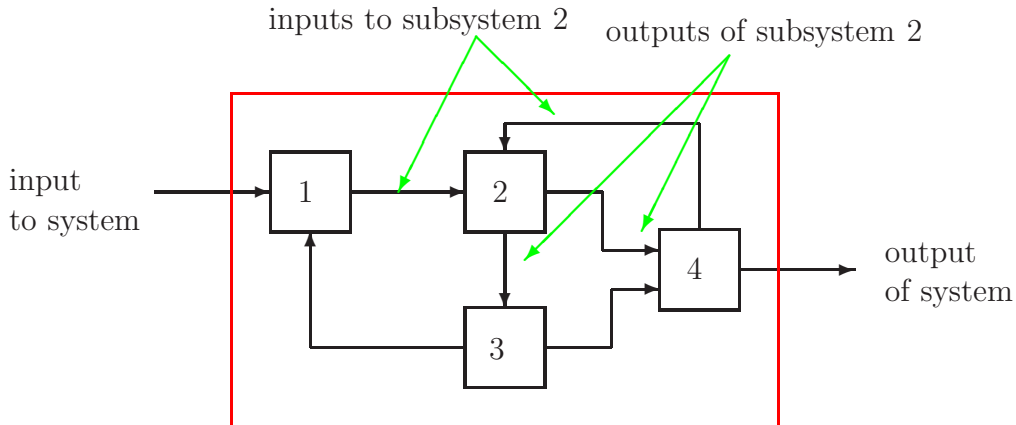 inputs to subsystem 2
outputs of subsystem 2
input
to system
1
2
3
4
output
of system